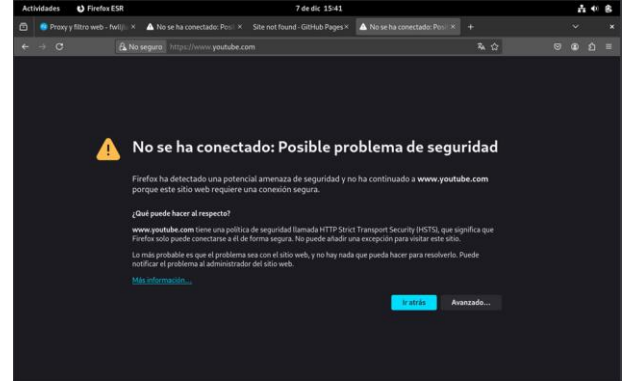 Actividades Firefox ESR 7 de dic 15:41
Proxy y filtro web - fwil No se ha conectado: Posi Site not found · GitHub Pages No se ha conectado: Posi
No seguro https://www.youtube.com
No se ha conectado: Posible problema de seguridad
Firefox ha detectado una potencial amenaza de seguridad y no ha continuado a www.youtube.com
porque este sitio web requiere una conexión segura.
¿Qué puede hacer al respecto?
www.youtube.com tiene una política de seguridad llamada HTTP Strict Transport Security (HSTS), que significa que
Firefox solo puede conectarse a él de forma segura. No puede añadir una excepción para visitar este sitio.
Lo más probable es que el problema sea con el sitio web, y no hay nada que pueda hacer para resolverlo. Puede
notificar el problema al administrador del sitio web.
Más información...
Ir atrás Avanzado...